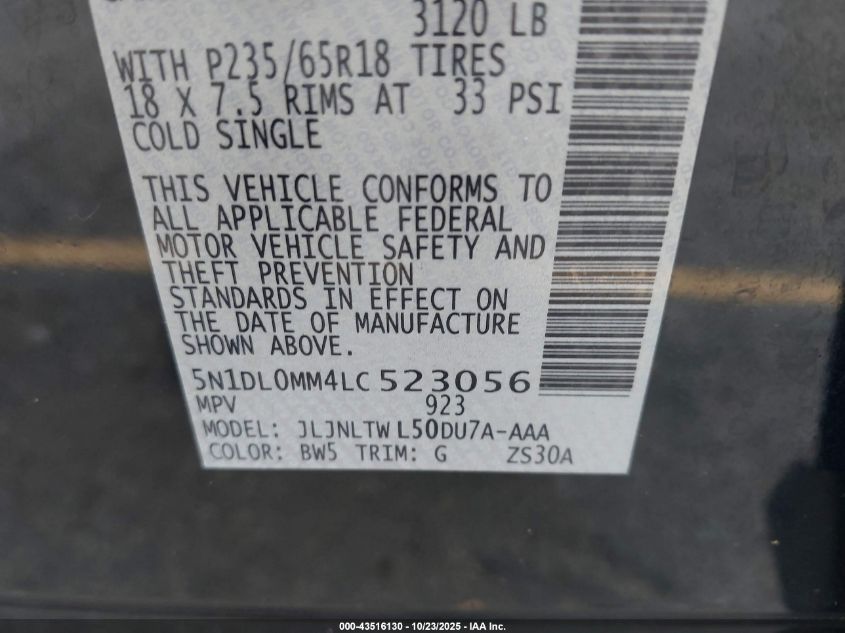 3120 LB
WITH P235/65R18 TIRES
18 X 7.5 RIMS AT 33 PSI
COLD SINGLE
THIS VEHICLE CONFORMS TO
ALL APPLICABLE FEDERAL
MOTOR VEHICLE SAFETY AND
THEFT PREVENTION
STANDARDS IN EFFECT ON
THE DATE OF MANUFACTURE
SHOWN ABOVE.
5N1DL0MM4LC523056
MPV 923
MODEL: JLJNLTWL50DU7A-AAA
COLOR: BW5 TRIM: G ZS30A
000-43516130 - 10/23/2025 - IAA Inc.